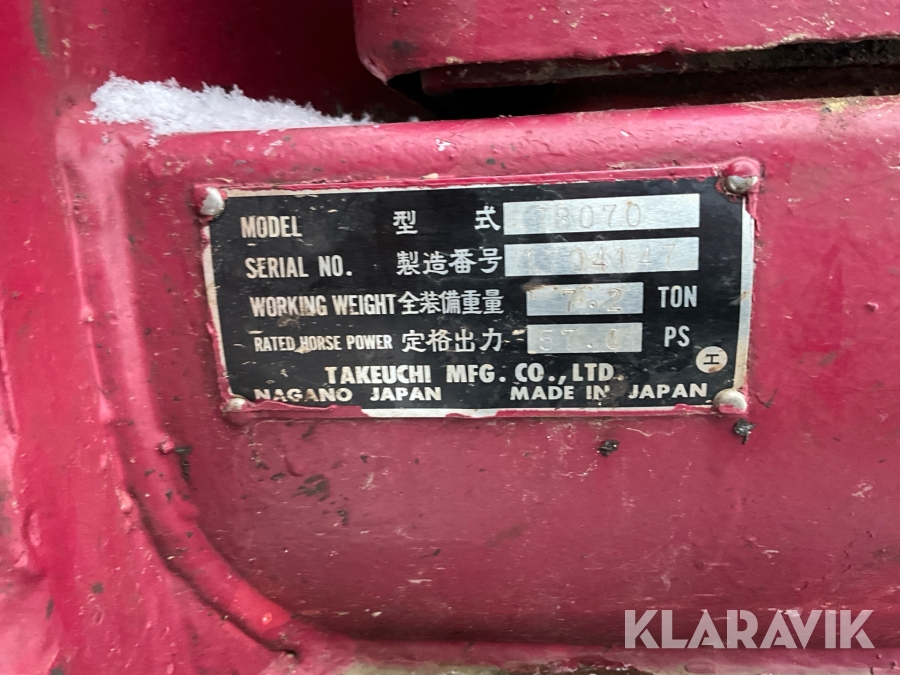 MODEL 型式 TB070
SERIAL NO. 製造番号
WORKING WEIGHT 全装備重量 7.2 TON
RATED HORSE POWER 定格出力 57.0 PS
TAKEUCHI MFG. CO., LTD.
NAGANO JAPAN MADE IN JAPAN
KLARAVIK